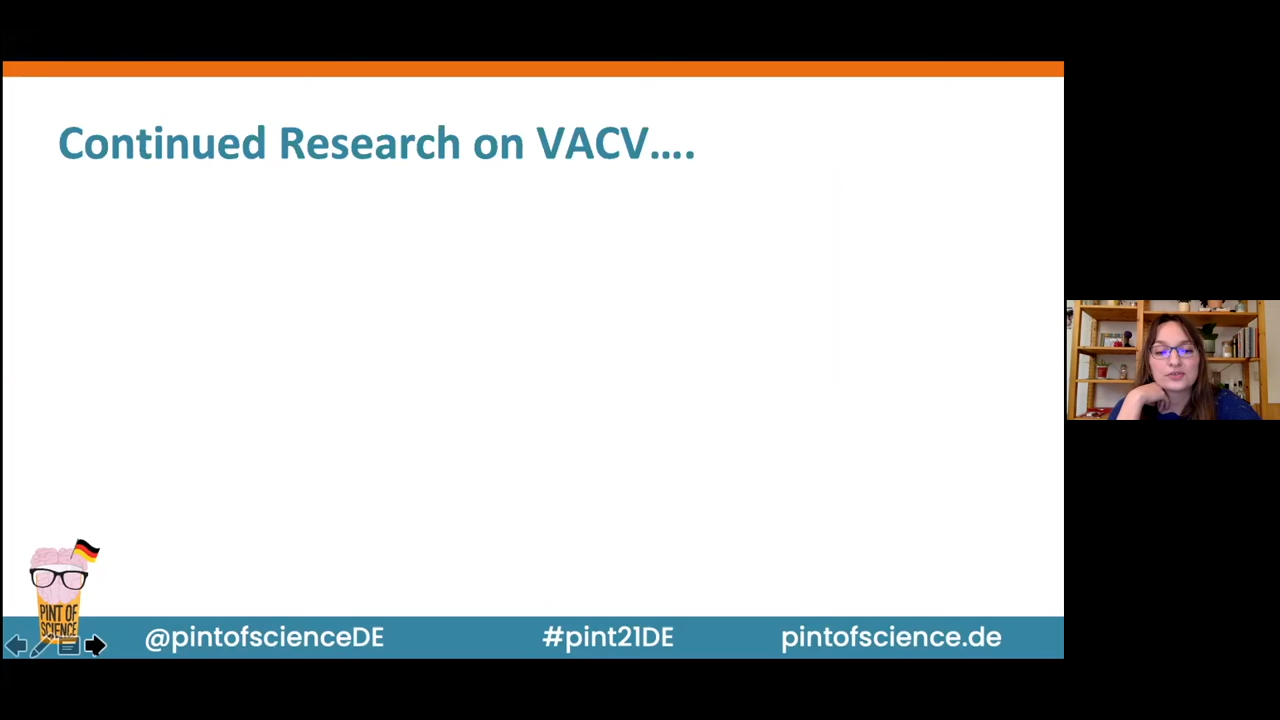 Continued Research on VACV....
PINT OF
SCIENCE
@pintofscienceDE
#pint21DE
pintofscience.de